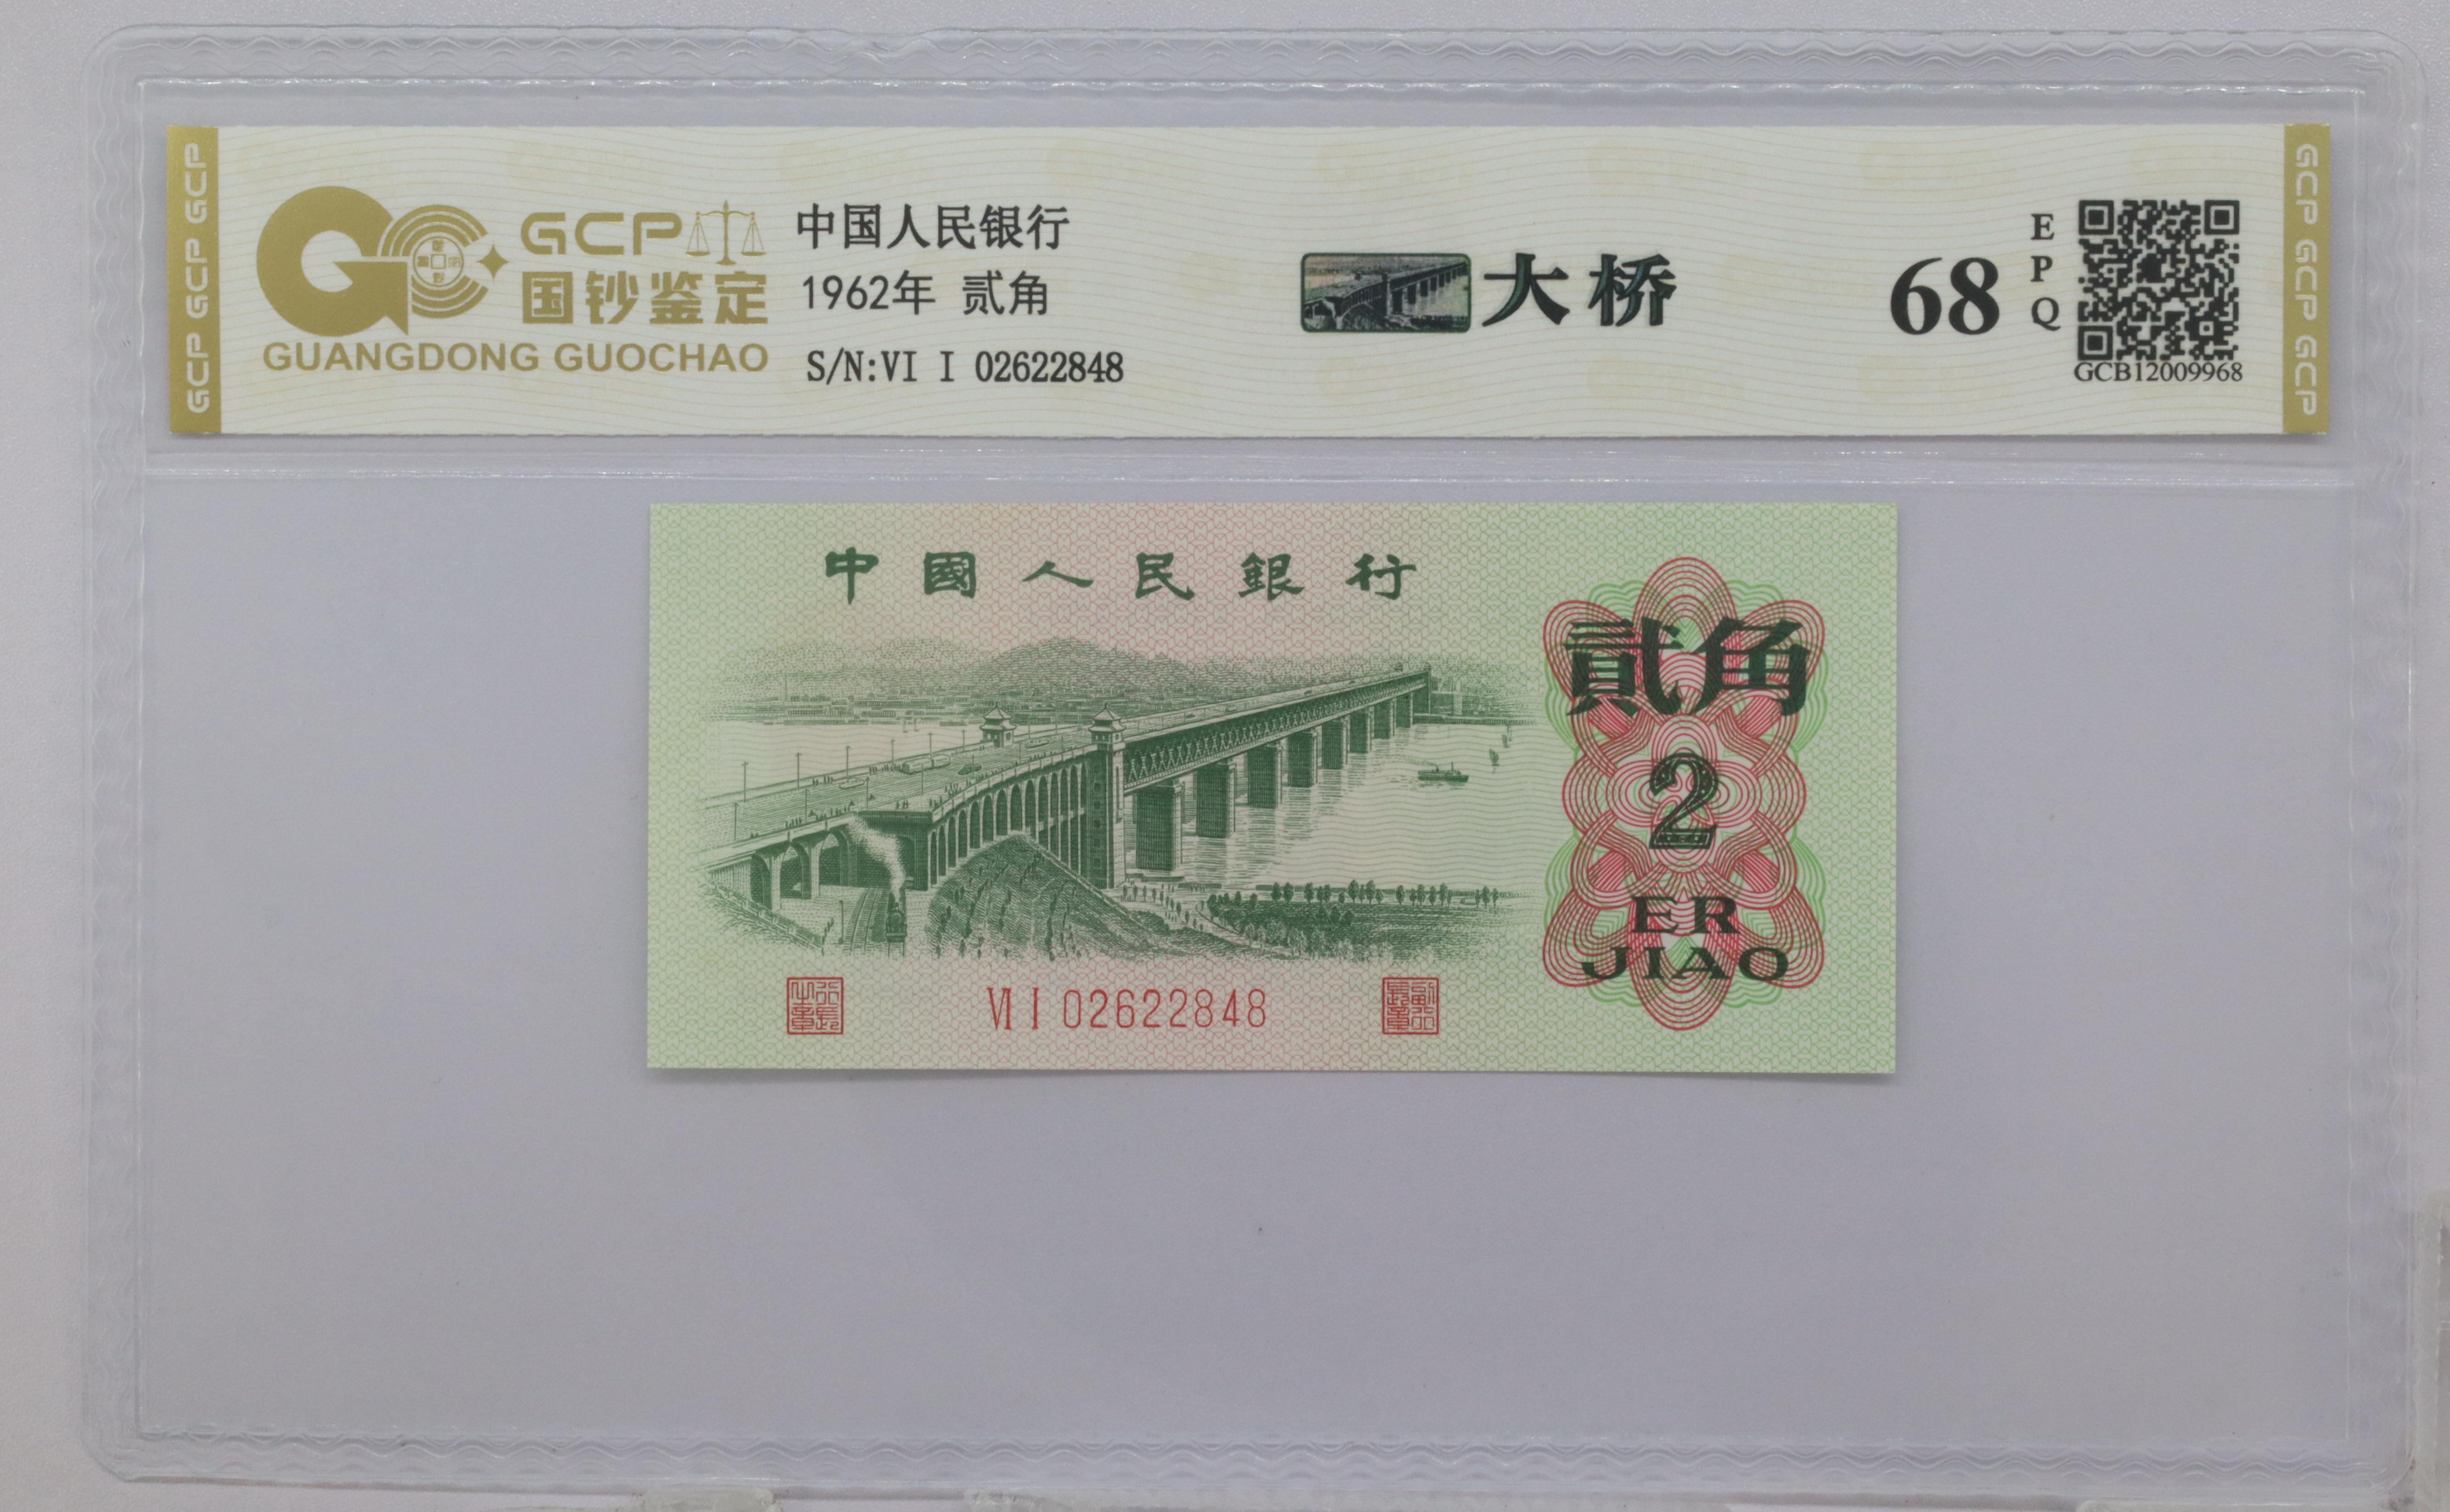 GCP GCP GCP
GCP
国钞鉴定
GUANGDONG GUOCHAO
中国人民银行
1962年 贰角
S/N:VI I 02622848
大桥
68
EPQ
GCB12009968
GCP GCP GCP
中國人民銀行
貳角
2
ER
JIAO
VI I 02622848